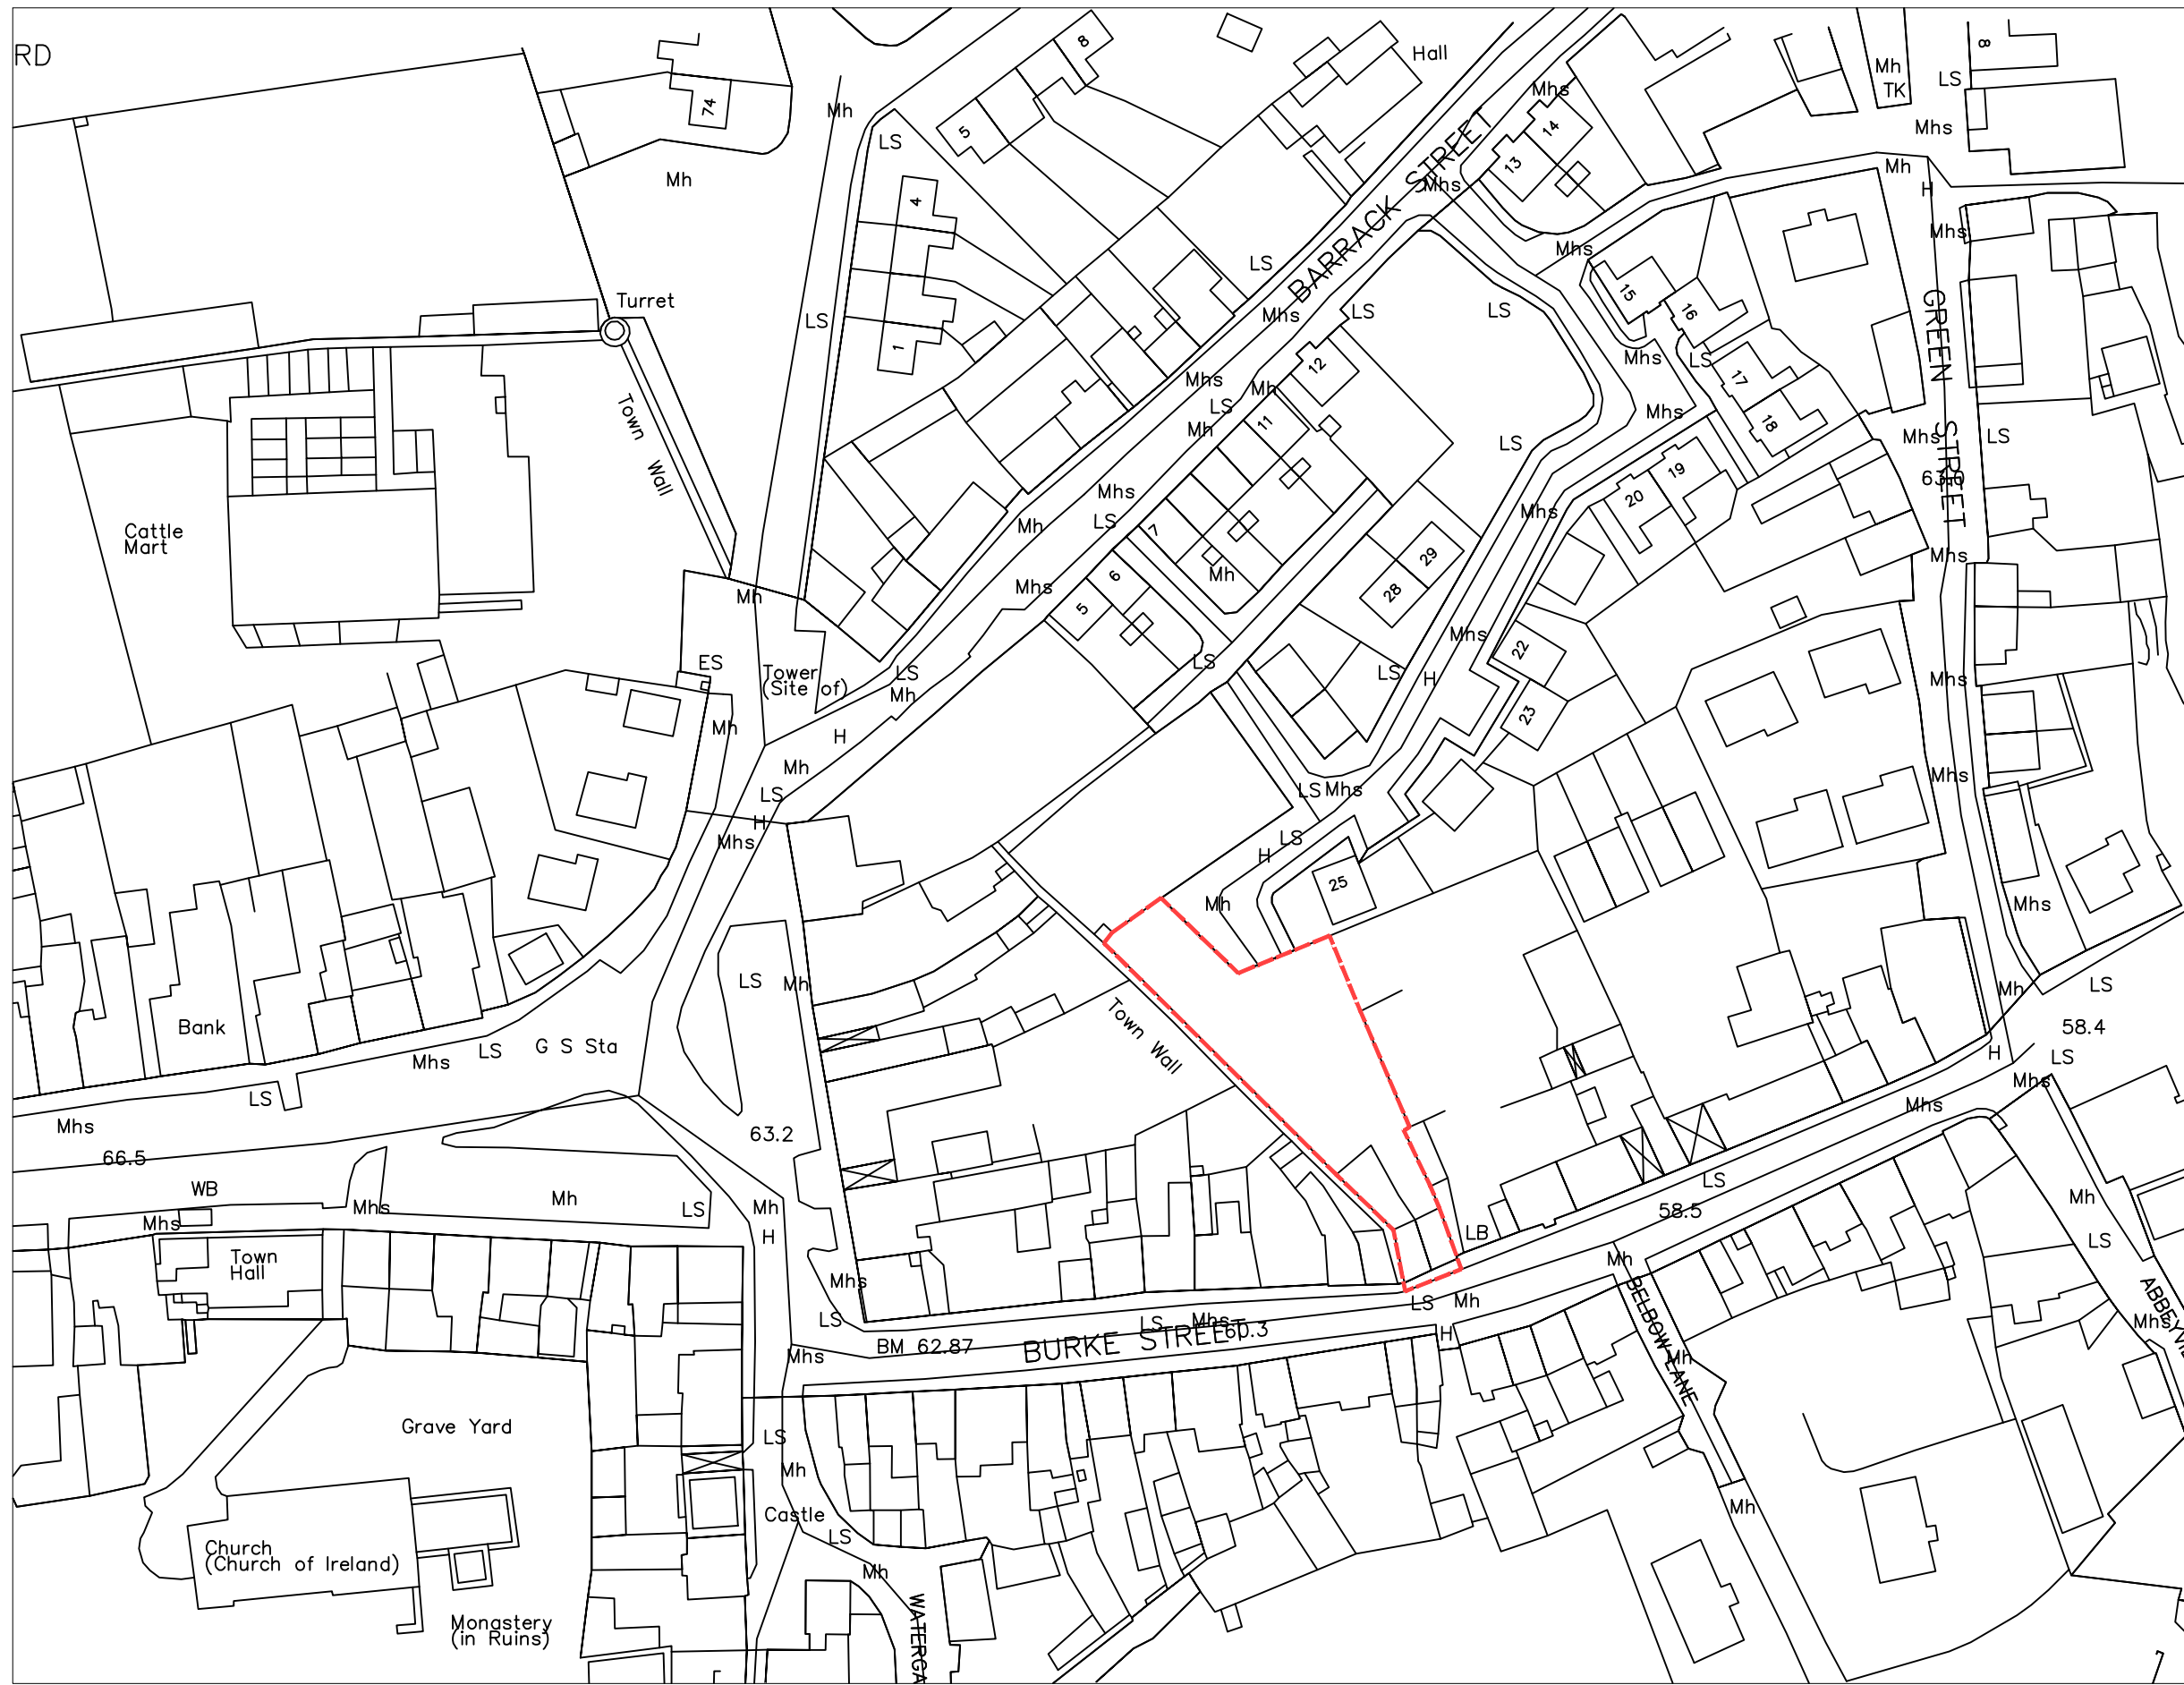 RD
74
8
5
Hall
Mh
Mhs
14
13
Mh
TK
LS
8
Mhs
Mh
LS
Mh
4
BARRACK STREET
Mhs
Mh
H
Mhs
Mhs
LS
Turret
LS
1
Mhs
LS
LS
15
16
GREEN STREET
Mhs
LS
17
18
Mhs
Mh
LS
12
11
Mh
Mhs
LS
Mhs
LS
63.0
Town Wall
Cattle
Mart
Mhs
LS
Mh
7
20
19
Mhs
Mhs
29
28
Mh
Mhs
6
5
Mh
ES
Tower
(Site of)
LS
Mh
LS
LS
H
Mhs
22
23
Mhs
Mh
H
Mh
LS
H
Mhs
LS
Mhs
LS
H
25
Mh
Mhs
Mhs
LS
Mh
Town Wall
Mh
LS
58.4
LS
H
Mhs
Bank
Mhs
LS
G S Sta
LS
Mhs
66.5
63.2
Mhs
WB
Mhs
Mhs
Mh
LS
Mh
H
LS
58.5
LB
Mh
LS
Town
Hall
Mhs
LS
Mh
LS
Mh
LS
Mhs
60.3
H
BM 62.87
BURKE STREET
Mhs
BELBOW LANE
Mh
Mhs
Grave Yard
LS
Mh
Castle
LS
Mh
Mh
Church
(Church of Ireland)
Monastery
(in Ruins)
WATERGA